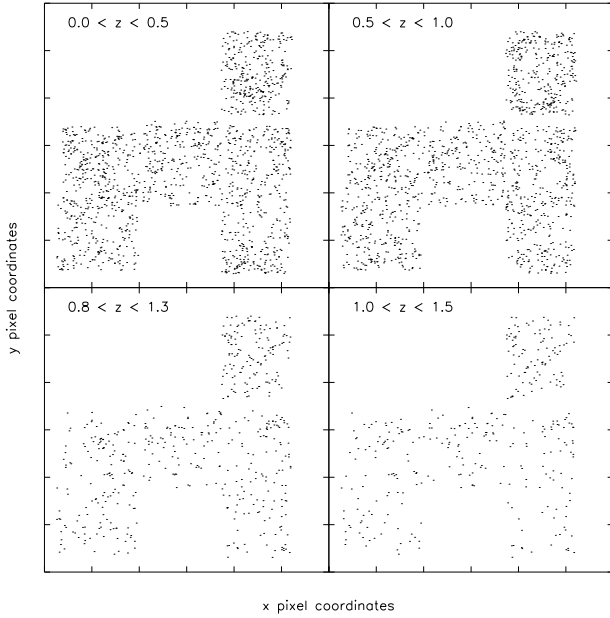 0.0 < z < 0.5
0.5 < z < 1.0
y pixel coordinates
0.8 < z < 1.3
1.0 < z < 1.5
x pixel coordinates